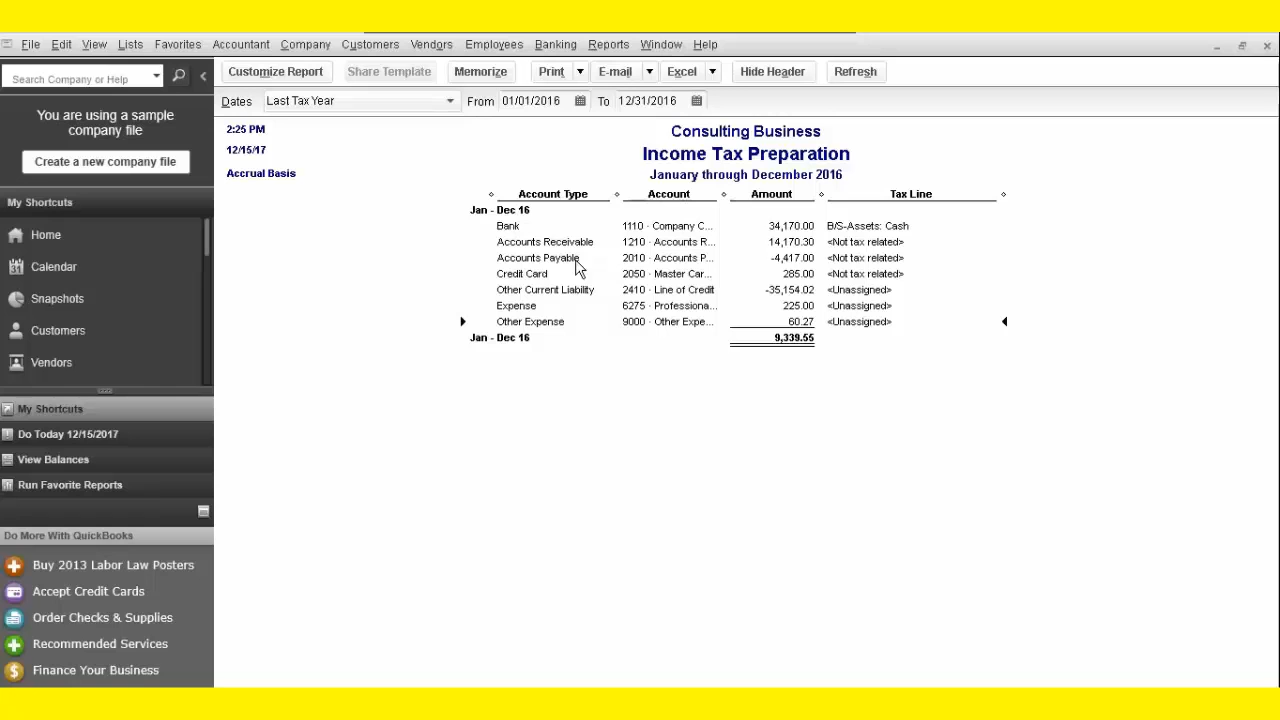 File Edit View Lists Favorites Accountant Company Customers Vendors Employees Banking Reports Window Help
Search Company or Help
Customize Report Share Template Memorize Print E-mail Excel Hide Header Refresh
Dates Last Tax Year From 01/01/2016 To 12/31/2016
You are using a sample
company file
Create a new company file
My Shortcuts
Home
Calendar
Snapshots
Customers
Vendors
My Shortcuts
Do Today 12/15/2017
View Balances
Run Favorite Reports
Do More With QuickBooks
Buy 2013 Labor Law Posters
Accept Credit Cards
Order Checks & Supplies
Recommended Services
Finance Your Business
2:25 PM
12/15/17
Accrual Basis
Consulting Business
Income Tax Preparation
January through December 2016
Account Type Account Amount Tax Line
Jan - Dec 16
Bank 1110 · Company C... 34,170.00 B/S-Assets: Cash
Accounts Receivable 1210 · Accounts R... 14,170.30 <Not tax related>
Accounts Payable 2010 · Accounts P... -4,417.00 <Not tax related>
Credit Card 2050 · Master Car... 285.00 <Not tax related>
Other Current Liability 2410 · Line of Credit -35,154.02 <Unassigned>
Expense 6275 · Professiona... 225.00 <Unassigned>
Other Expense 9000 · Other Expe... 60.27 <Unassigned>
Jan - Dec 16 9,339.55